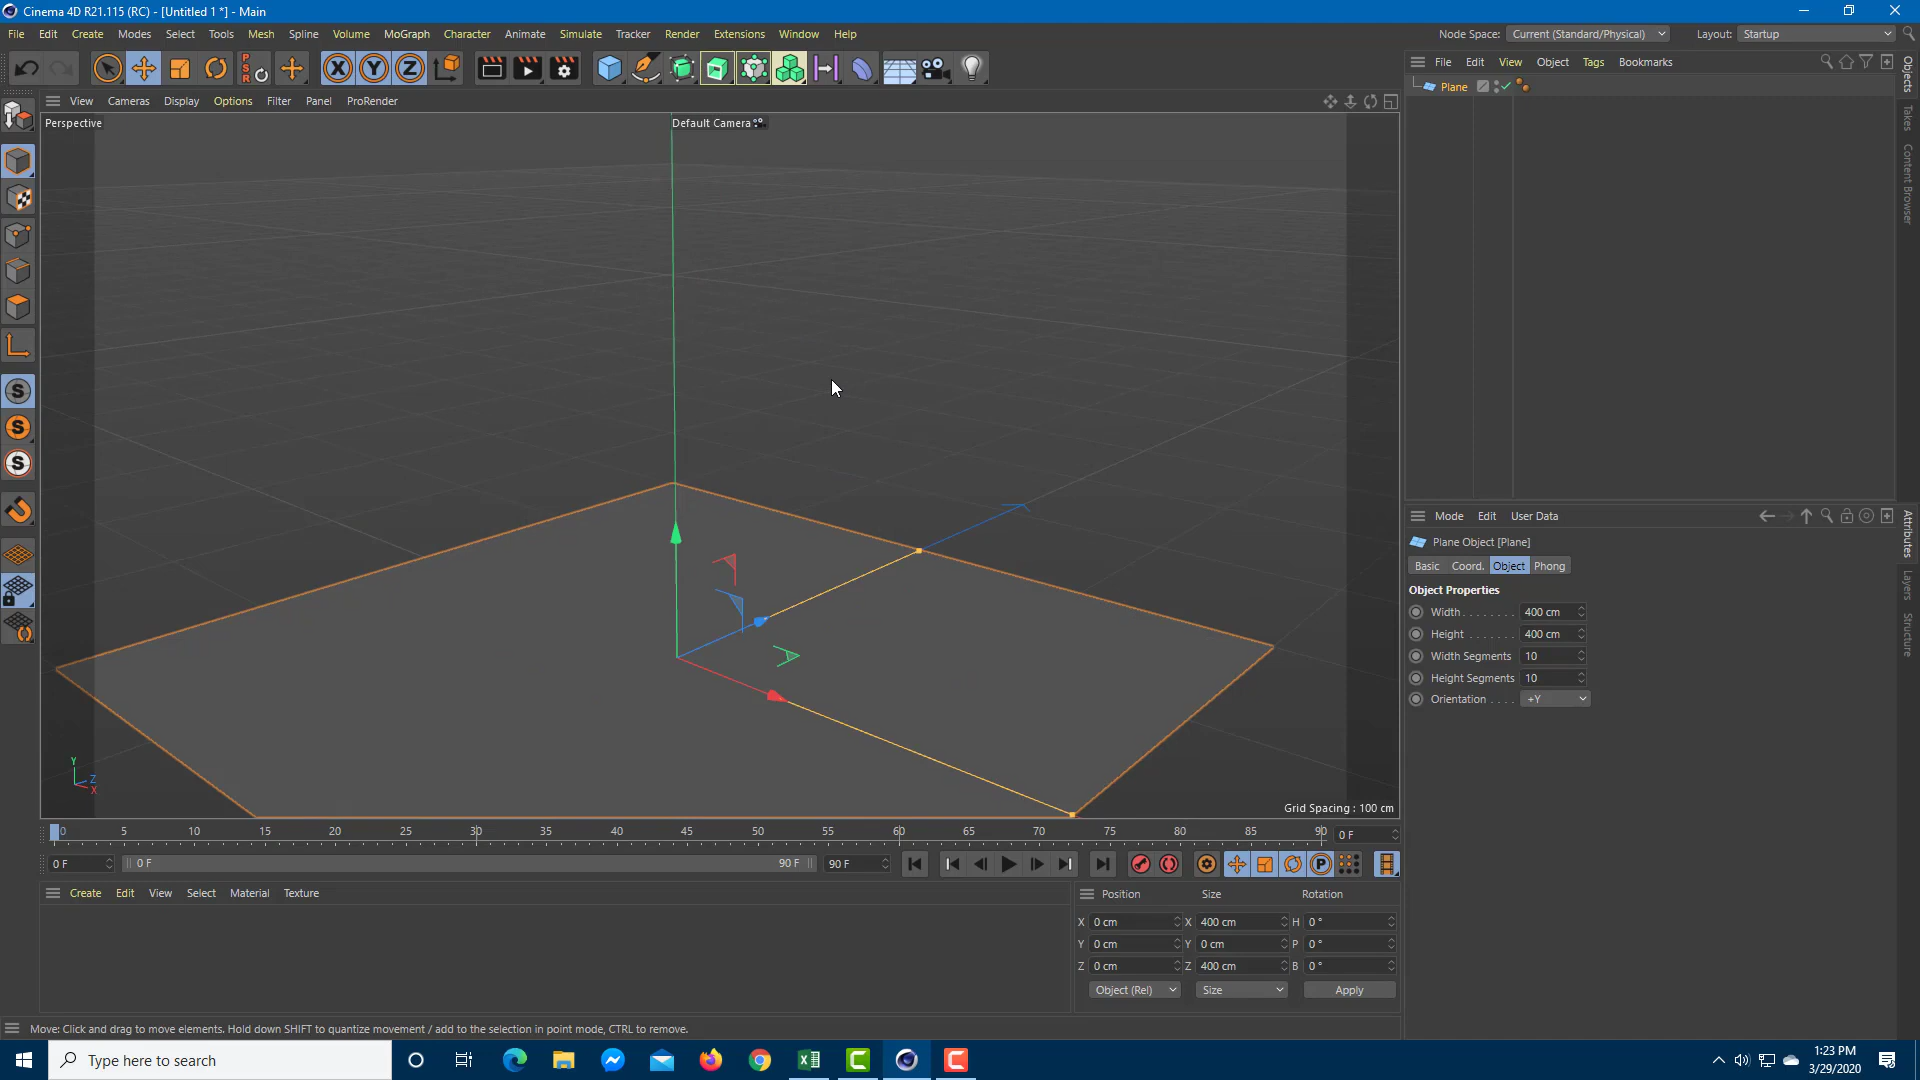 Cinema 4D R21.115 (RC) - [Untitled 1 *] - Main
File Edit Create Modes Select Tools Mesh Spline Volume MoGraph Character Animate Simulate Tracker Render Extensions Window Help
Node Space: Current (Standard/Physical) Layout: Startup
X Y Z
P S R
File Edit View Object Tags Bookmarks
Plane
Objects
Takes
Content Browser
View Cameras Display Options Filter Panel ProRender
Perspective
Default Camera
S
S
S
Y
Z
X
Grid Spacing : 100 cm
Mode Edit User Data
Plane Object [Plane]
Basic Coord. Object Phong
Object Properties
Width . . . . . . . . 400 cm
Height . . . . . . . 400 cm
Width Segments 10
Height Segments 10
Orientation . . . . +Y
Attributes
Layers
Structure
0 5 10 15 20 25 30 35 40 45 50 55 60 65 70 75 80 85 90 0 F
0 F 0 F 90 F 90 F P
Create Edit View Select Material Texture
Position Size Rotation
X 0 cm X 400 cm H 0 °
Y 0 cm Y 0 cm P 0 °
Z 0 cm Z 400 cm B 0 °
Object (Rel) Size Apply
Move: Click and drag to move elements. Hold down SHIFT to quantize movement / add to the selection in point mode, CTRL to remove.
Type here to search
1:23 PM
3/29/2020